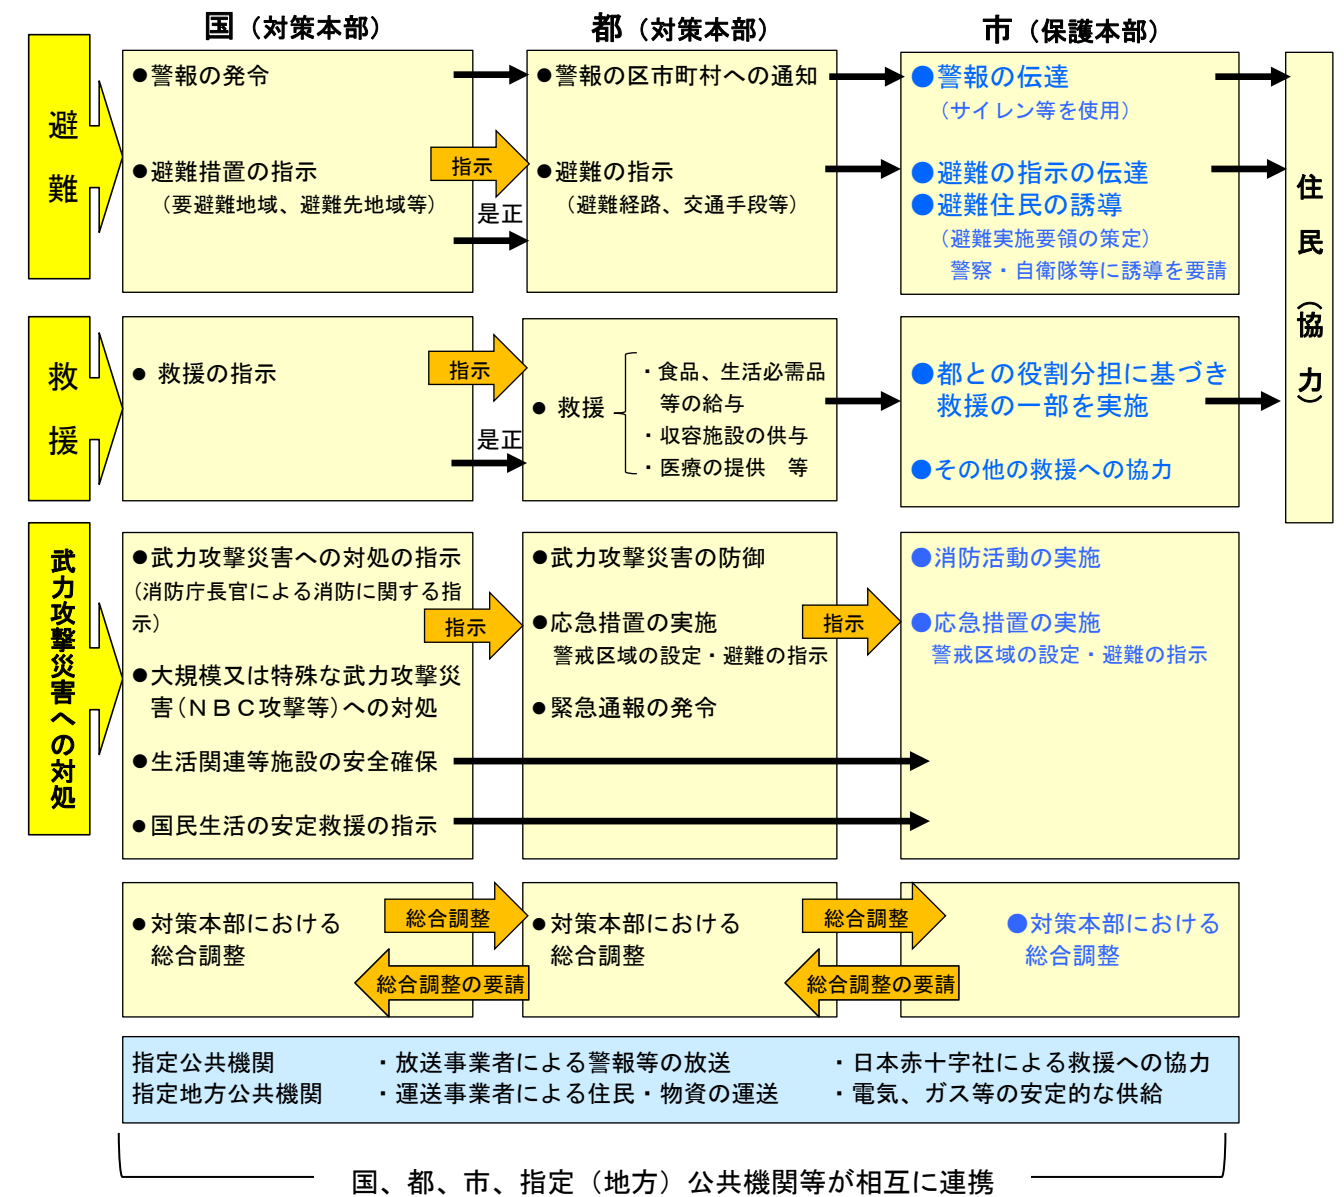 国（対策本部）
都（対策本部）
市（保護本部）
避難
●警報の発令
●避難措置の指示
（要避難地域、避難先地域等）
指示
是正
●警報の区市町村への通知
●避難の指示
（避難経路、交通手段等）
●警報の伝達
（サイレン等を使用）
●避難の指示の伝達
●避難住民の誘導
（避難実施要領の策定）
警察・自衛隊等に誘導を要請
住民（協力）
救援
● 救援の指示
指示
是正
● 救援
・食品、生活必需品
等の給与
・収容施設の供与
・医療の提供　等
●都との役割分担に基づき
救援の一部を実施
●その他の救援への協力
武力攻撃災害への対処
●武力攻撃災害への対処の指示
（消防庁長官による消防に関する指
示）
●大規模又は特殊な武力攻撃災
害（ＮＢＣ攻撃等）への対処
●生活関連等施設の安全確保
●国民生活の安定救援の指示
指示
●武力攻撃災害の防御
●応急措置の実施
警戒区域の設定・避難の指示
●緊急通報の発令
指示
●消防活動の実施
●応急措置の実施
警戒区域の設定・避難の指示
●対策本部における
総合調整
総合調整
総合調整の要請
●対策本部における
総合調整
総合調整
総合調整の要請
●対策本部における
総合調整
指定公共機関　・放送事業者による警報等の放送　・日本赤十字社による救援への協力
指定地方公共機関　・運送事業者による住民・物資の運送　・電気、ガス等の安定的な供給
国、都、市、指定（地方）公共機関等が相互に連携